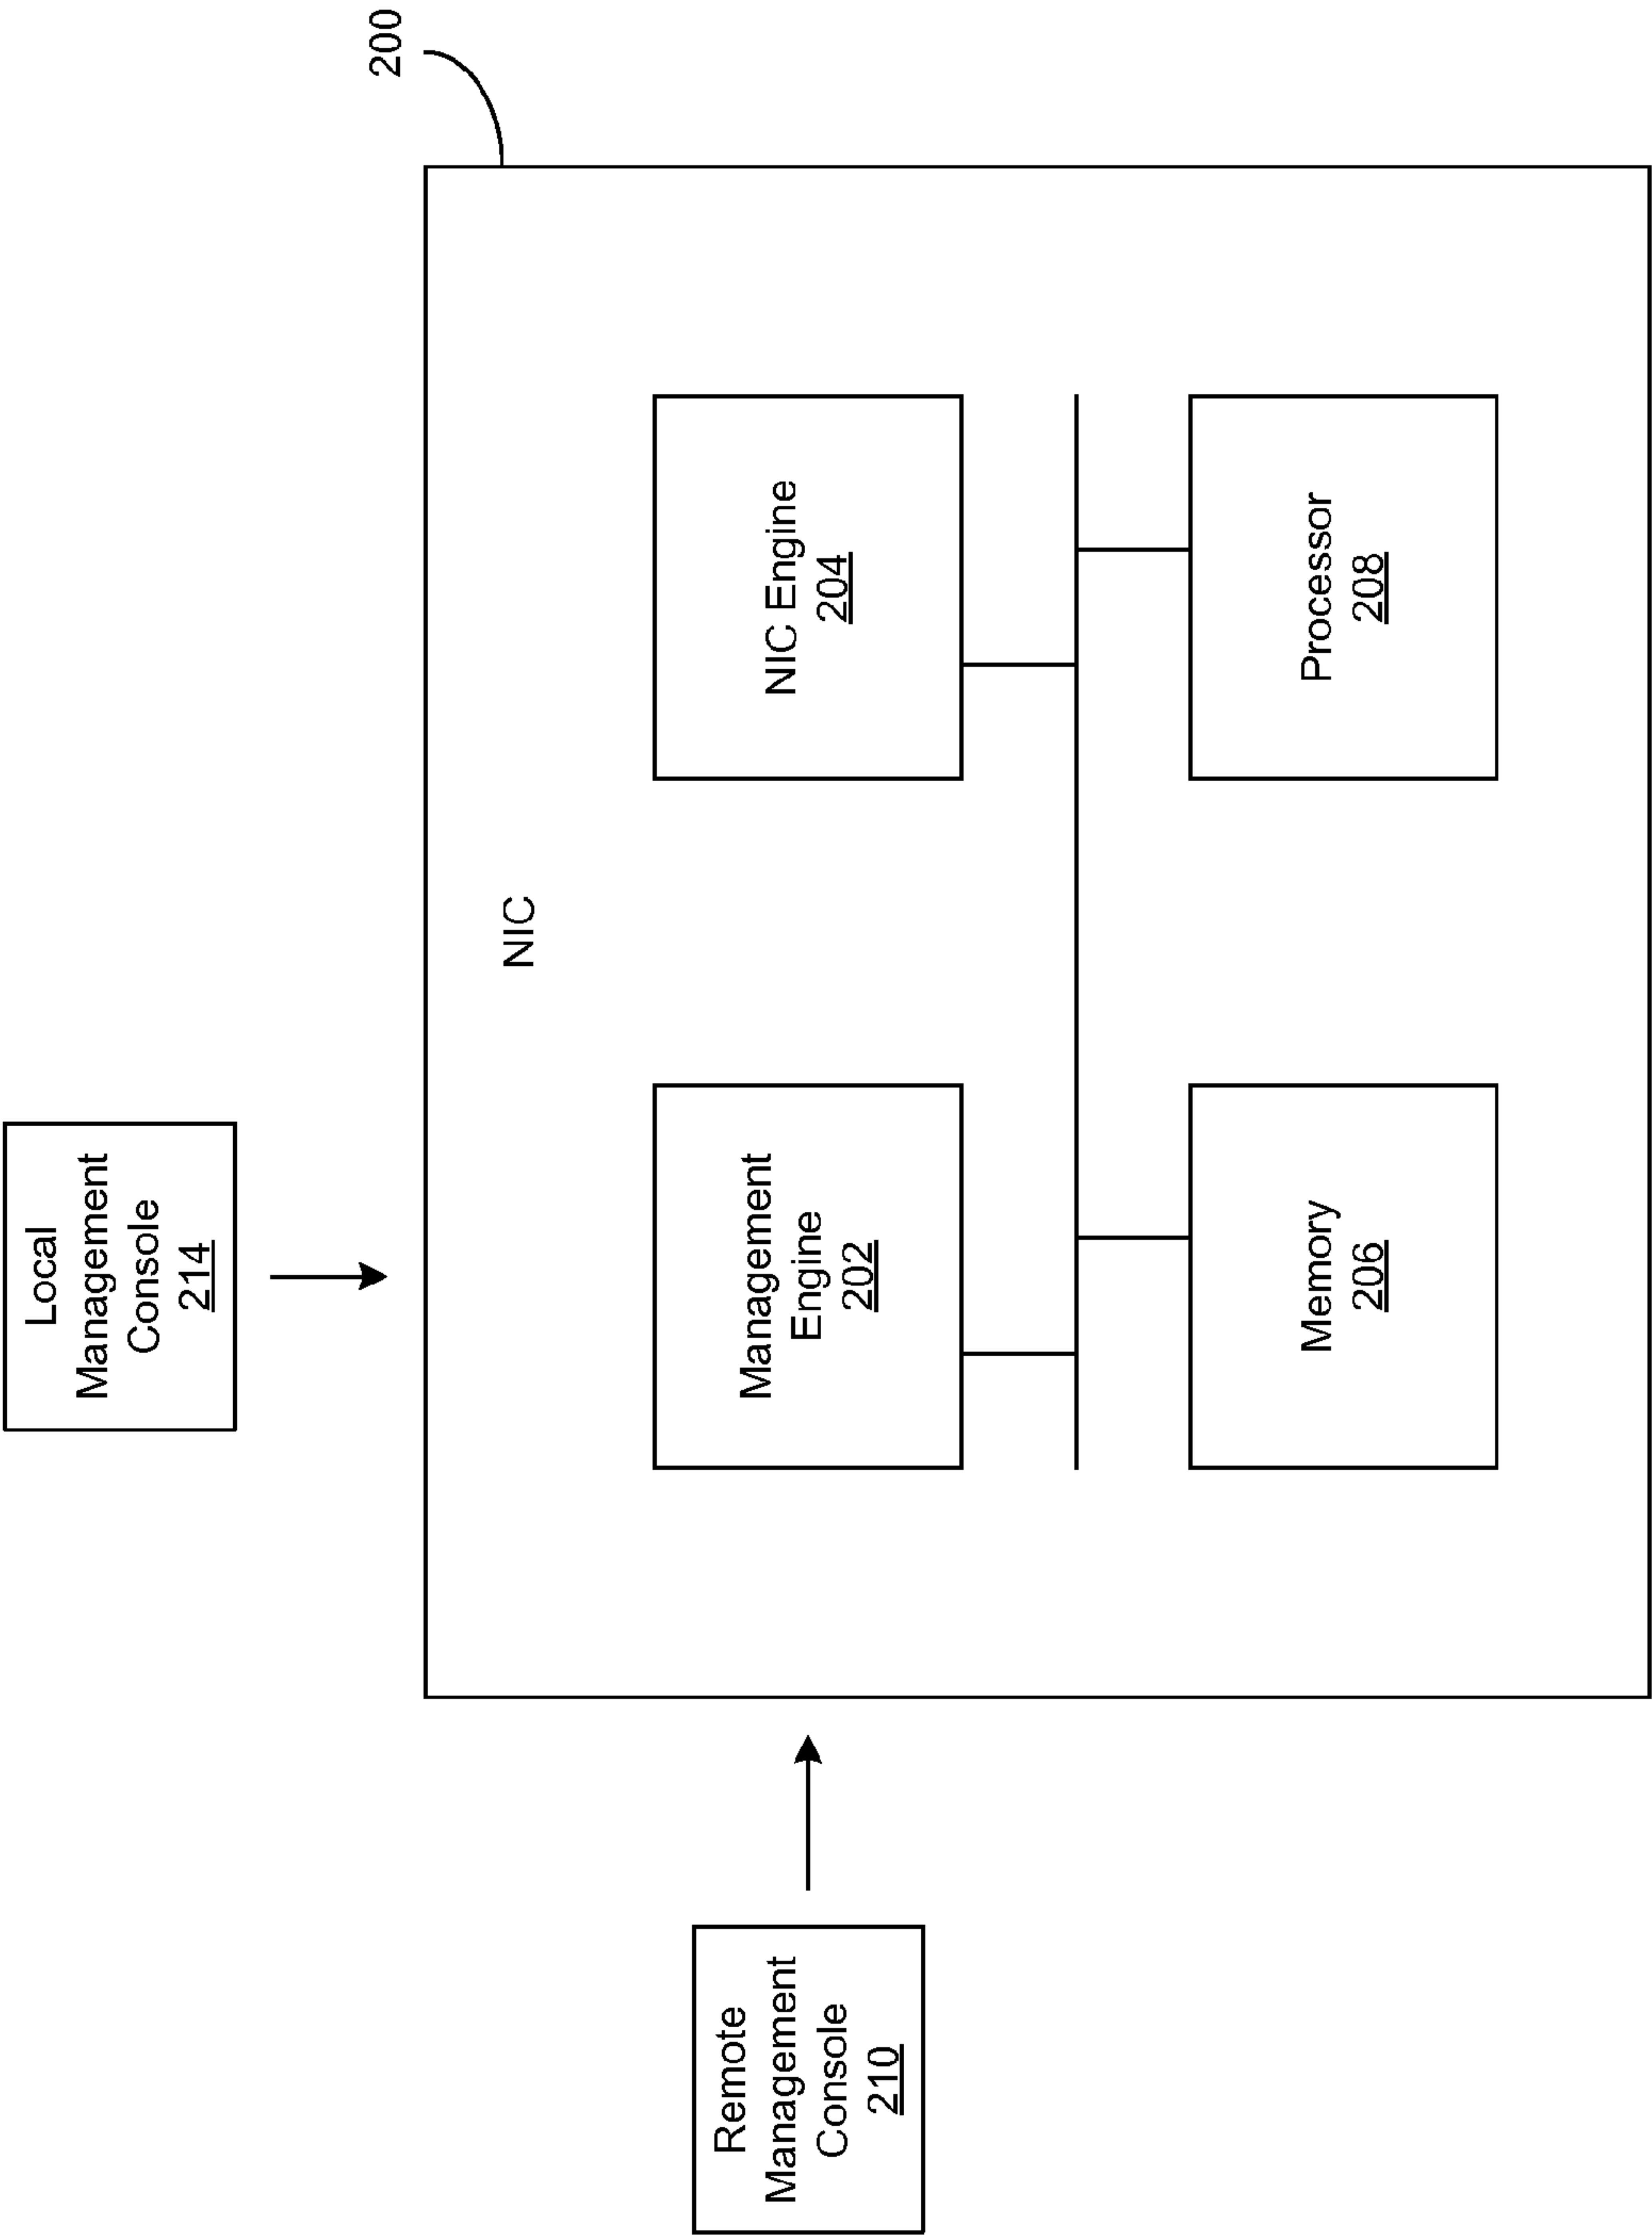 200
Local
Management
Console
214
NIC
Management
Engine
202
NIC Engine
204
Remote
Management
Console
210
Memory
206
Processor
208